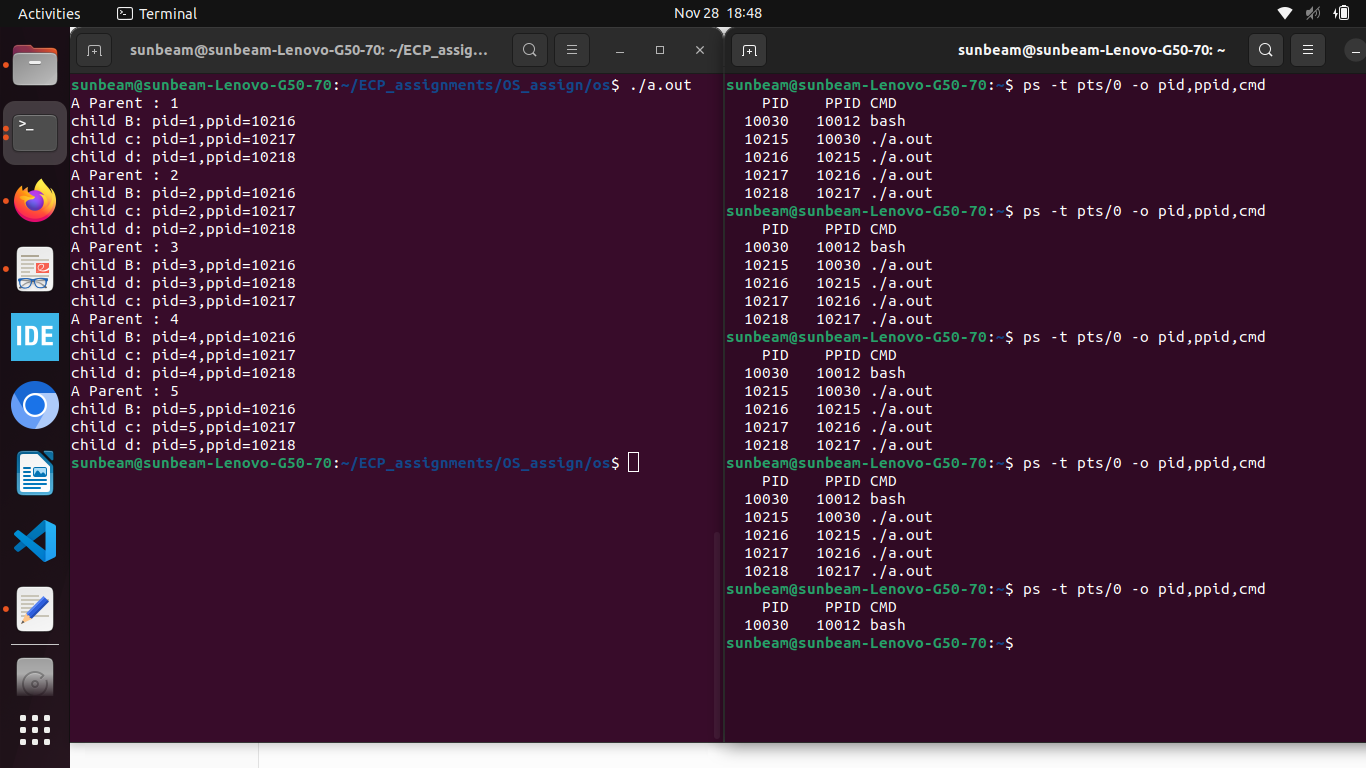 Activities
Terminal
Nov 28 18:48
sunbeam@sunbeam-Lenovo-G50-70: ~/ECP_assig...
sunbeam@sunbeam-Lenovo-G50-70:~/ECP_assignments/OS_assign/os$ ./a.out
A Parent : 1
child B: pid=1,ppid=10216
child c: pid=1,ppid=10217
child d: pid=1,ppid=10218
A Parent : 2
child B: pid=2,ppid=10216
child c: pid=2,ppid=10217
child d: pid=2,ppid=10218
A Parent : 3
child B: pid=3,ppid=10216
child d: pid=3,ppid=10218
child c: pid=3,ppid=10217
A Parent : 4
child B: pid=4,ppid=10216
child c: pid=4,ppid=10217
child d: pid=4,ppid=10218
A Parent : 5
child B: pid=5,ppid=10216
child c: pid=5,ppid=10217
child d: pid=5,ppid=10218
sunbeam@sunbeam-Lenovo-G50-70:~/ECP_assignments/OS_assign/os$
sunbeam@sunbeam-Lenovo-G50-70: ~
sunbeam@sunbeam-Lenovo-G50-70:~$ ps -t pts/0 -o pid,ppid,cmd
PID PPID CMD
10030 10012 bash
10215 10030 ./a.out
10216 10215 ./a.out
10217 10216 ./a.out
10218 10217 ./a.out
sunbeam@sunbeam-Lenovo-G50-70:~$ ps -t pts/0 -o pid,ppid,cmd
PID PPID CMD
10030 10012 bash
10215 10030 ./a.out
10216 10215 ./a.out
10217 10216 ./a.out
10218 10217 ./a.out
sunbeam@sunbeam-Lenovo-G50-70:~$ ps -t pts/0 -o pid,ppid,cmd
PID PPID CMD
10030 10012 bash
10215 10030 ./a.out
10216 10215 ./a.out
10217 10216 ./a.out
10218 10217 ./a.out
sunbeam@sunbeam-Lenovo-G50-70:~$ ps -t pts/0 -o pid,ppid,cmd
PID PPID CMD
10030 10012 bash
10215 10030 ./a.out
10216 10215 ./a.out
10217 10216 ./a.out
10218 10217 ./a.out
sunbeam@sunbeam-Lenovo-G50-70:~$ ps -t pts/0 -o pid,ppid,cmd
PID PPID CMD
10030 10012 bash
sunbeam@sunbeam-Lenovo-G50-70:~$
>_
IDE